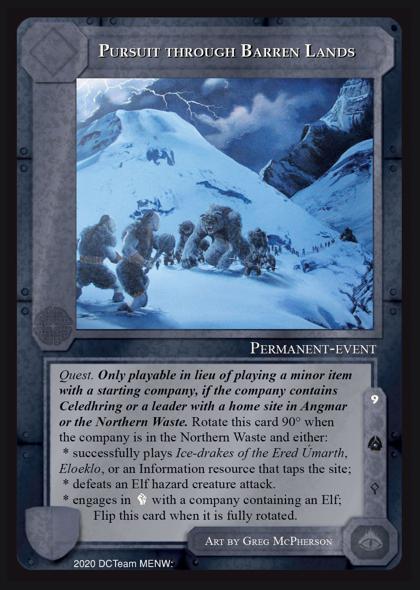 Pursuit through Barren Lands
Permanent-event
Quest. Only playable in lieu of playing a minor item
with a starting company, if the company contains
Celedhring or a leader with a home site in Angmar
or the Northern Waste. Rotate this card 90° when
the company is in the Northern Waste and either:
* successfully plays Ice-drakes of the Ered Úmarth,
Eloeklo, or an Information resource that taps the site;
* defeats an Elf hazard creature attack.
* engages in with a company containing an Elf;
Flip this card when it is fully rotated.
9
Art by Greg McPherson
2020 DCTeam MENW: